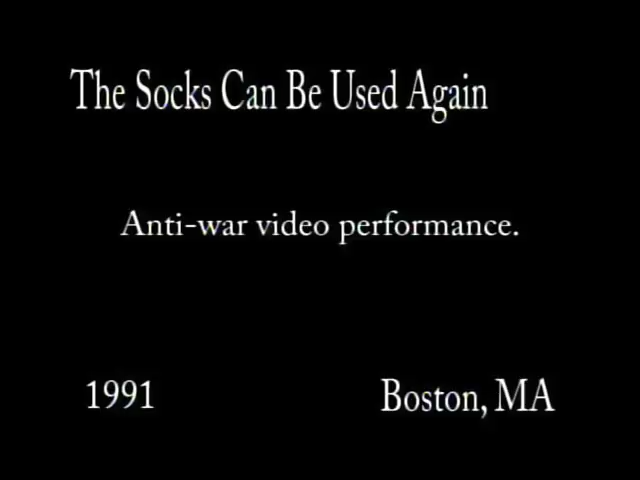 The Socks Can Be Used Again
Anti-war video performance.
1991
Boston, MA